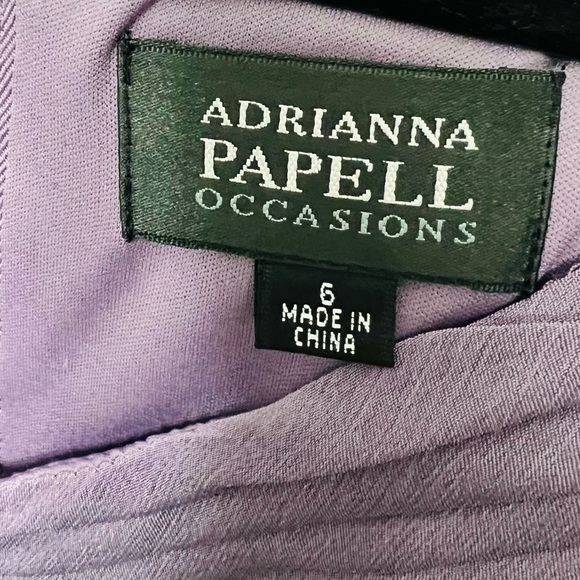 ADRIANNA
PAPELL
OCCASIONS
6
MADE IN
CHINA